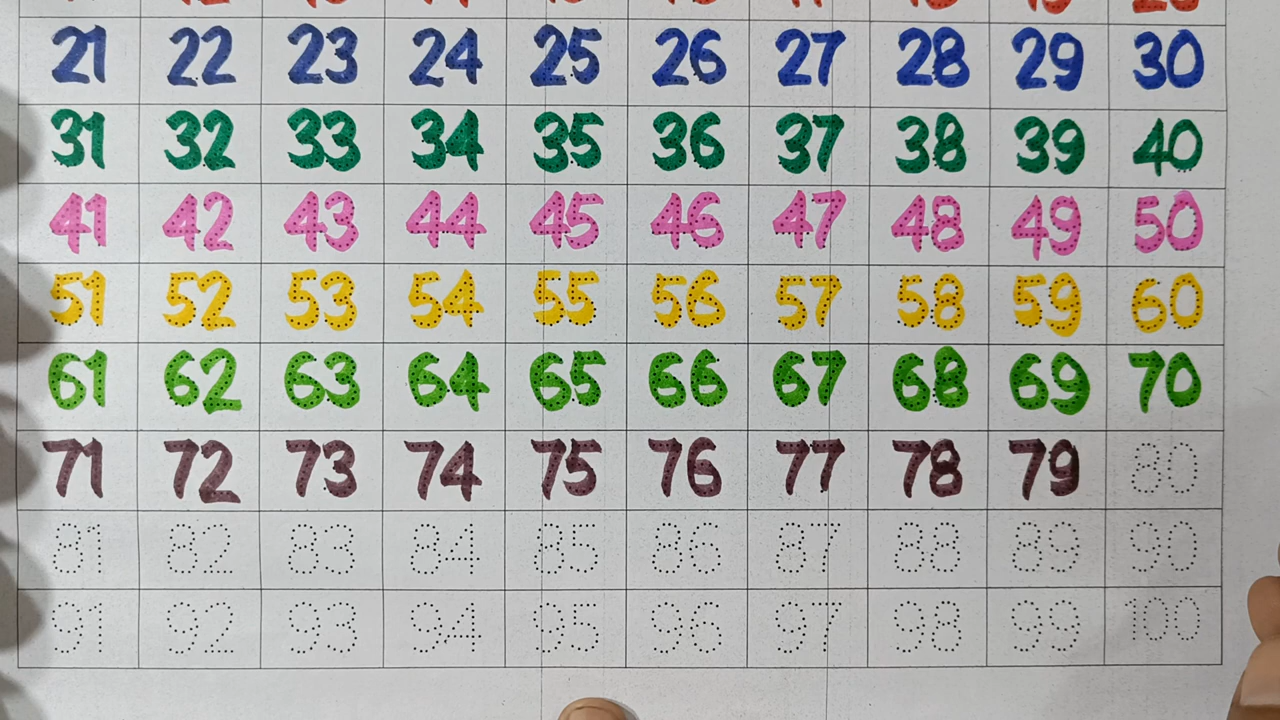 21 22 23 24 25 26 27 28 29 30
31 32 33 34 35 36 37 38 39 40
41 42 43 44 45 46 47 48 49 50
51 52 53 54 55 56 57 58 59 60
61 62 63 64 65 66 67 68 69 70
71 72 73 74 75 76 77 78 79 80
81 82 83 84 85 86 87 88 89 90
91 92 93 94 95 96 97 98 99 100